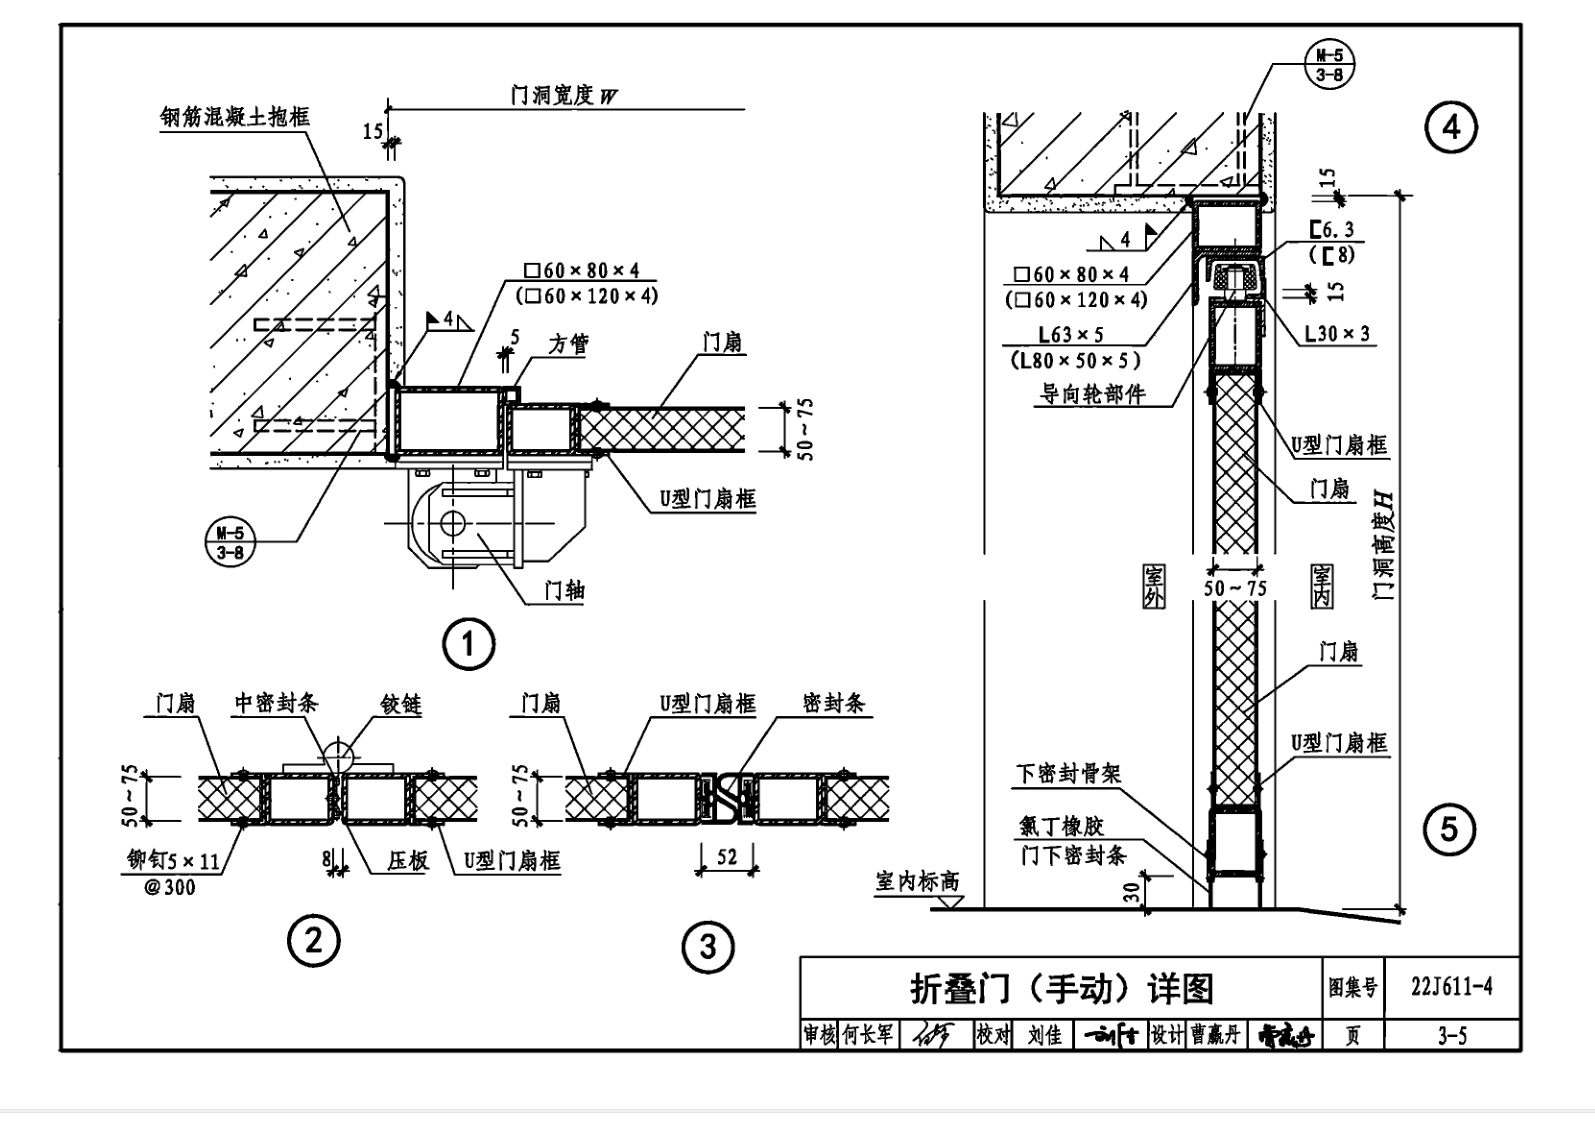 门洞宽度 W
钢筋混凝土抱框
15
□60×80×4
(□60×120×4)
4
5
方管
门扇
50～75
U型门扇框
M-5
3-8
门轴
1
门扇
中密封条
铰链
50～75
铆钉5×11
@300
8
压板
U型门扇框
2
门扇
U型门扇框
密封条
50～75
52
3
M-5
3-8
4
15
4
[6.3
([8)
□60×80×4
(□60×120×4)
15
L63×5
(L80×50×5)
L30×3
导向轮部件
U型门扇框
门扇
门洞高度H
室外
50～75
室内
门扇
U型门扇框
下密封骨架
氯丁橡胶
门下密封条
5
室内标高
30
折叠门（手动）详图
图集号
22J611-4
审核 何长军 校对 刘佳 设计 曹赢丹
页
3-5